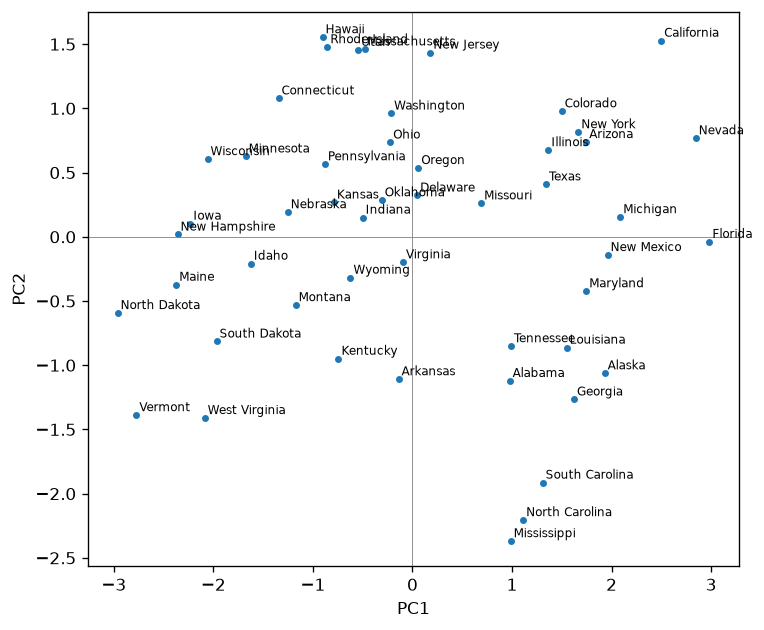 Hawaii
California
1.5
Rhode Island
Massachusetts
Utah
New Jersey
Connecticut
1.0
Washington
Colorado
New York
Nevada
Ohio
Arizona
Illinois
Minnesota
Wisconsin
Pennsylvania
0.5
Oregon
Texas
Delaware
Oklahoma
Kansas
Missouri
Nebraska
Indiana
Michigan
Iowa
New Hampshire
Florida
0.0
New Mexico
Virginia
Idaho
Wyoming
PC2
Maine
Maryland
Montana
North Dakota
−0.5
South Dakota
Tennessee
Louisiana
Kentucky
−1.0
Arkansas
Alabama
Alaska
Georgia
Vermont
West Virginia
−1.5
South Carolina
−2.0
North Carolina
Mississippi
−2.5
−3 −2 −1 0 1 2 3
PC1